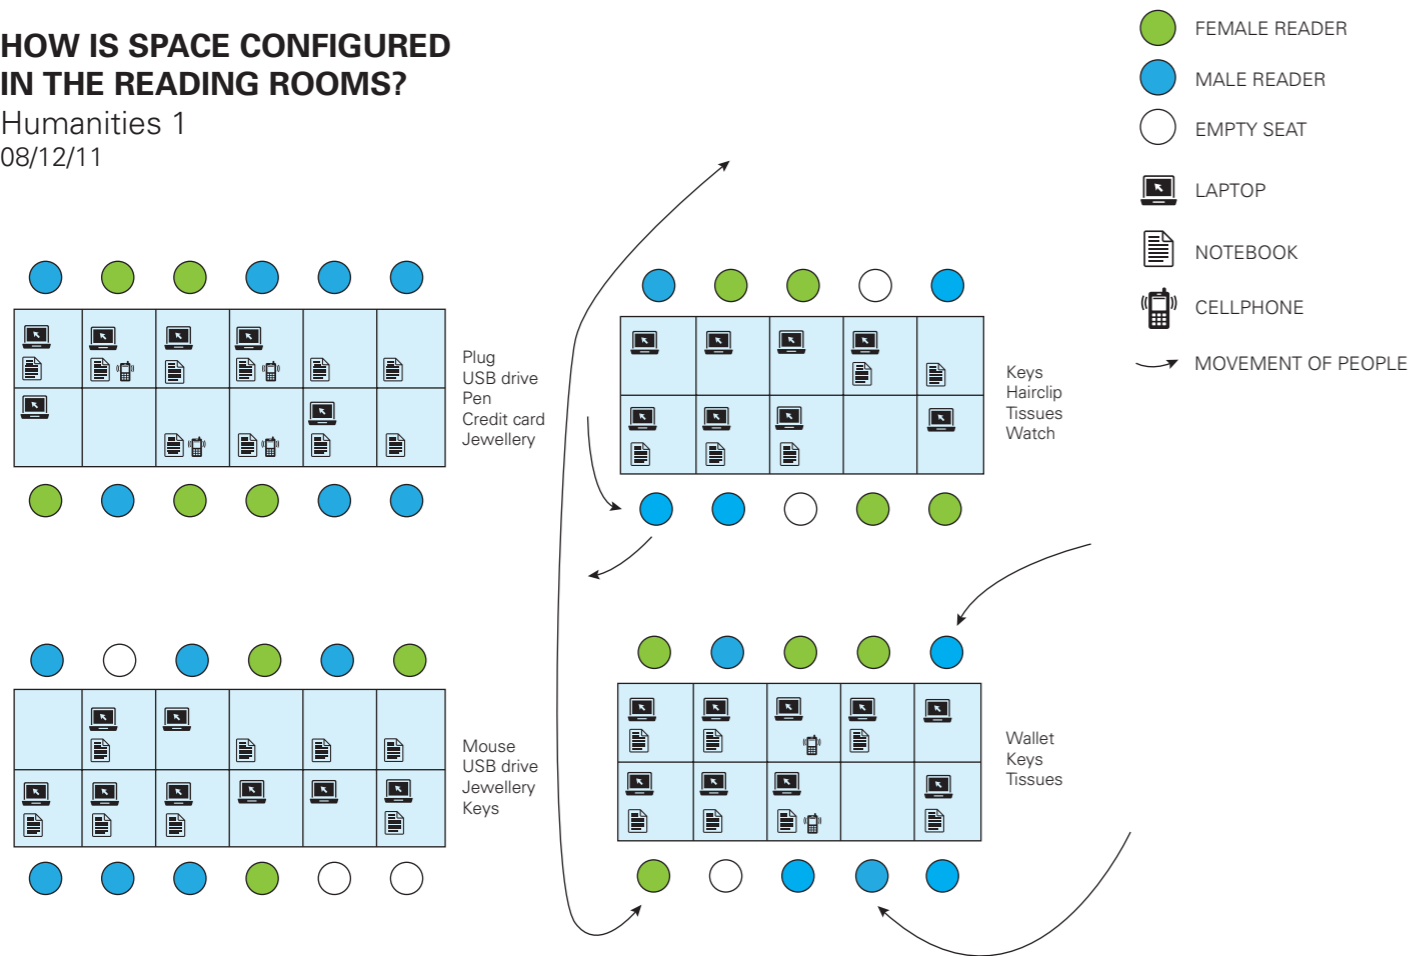 HOW IS SPACE CONFIGURED
IN THE READING ROOMS?
Humanities 1
08/12/11
FEMALE READER
MALE READER
EMPTY SEAT
LAPTOP
NOTEBOOK
CELLPHONE
MOVEMENT OF PEOPLE
Plug
USB drive
Pen
Credit card
Jewellery
Keys
Hairclip
Tissues
Watch
Mouse
USB drive
Jewellery
Keys
Wallet
Keys
Tissues